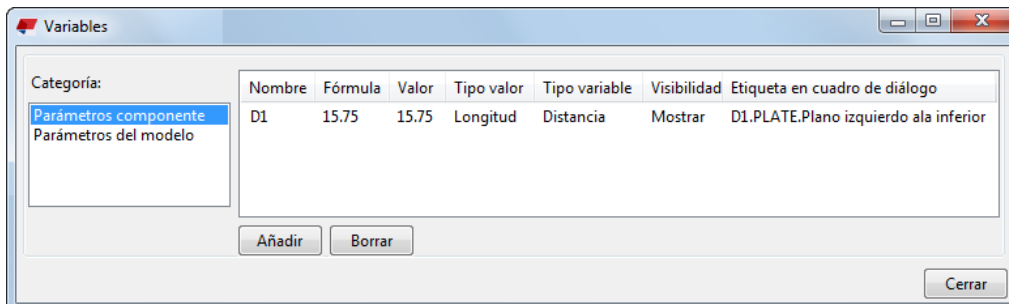 Variables
Categoría:
Parámetros componente
Parámetros del modelo
Nombre Fórmula Valor Tipo valor Tipo variable Visibilidad Etiqueta en cuadro de diálogo
D1 15.75 15.75 Longitud Distancia Mostrar D1.PLATE.Plano izquierdo ala inferior
Añadir Borrar
Cerrar